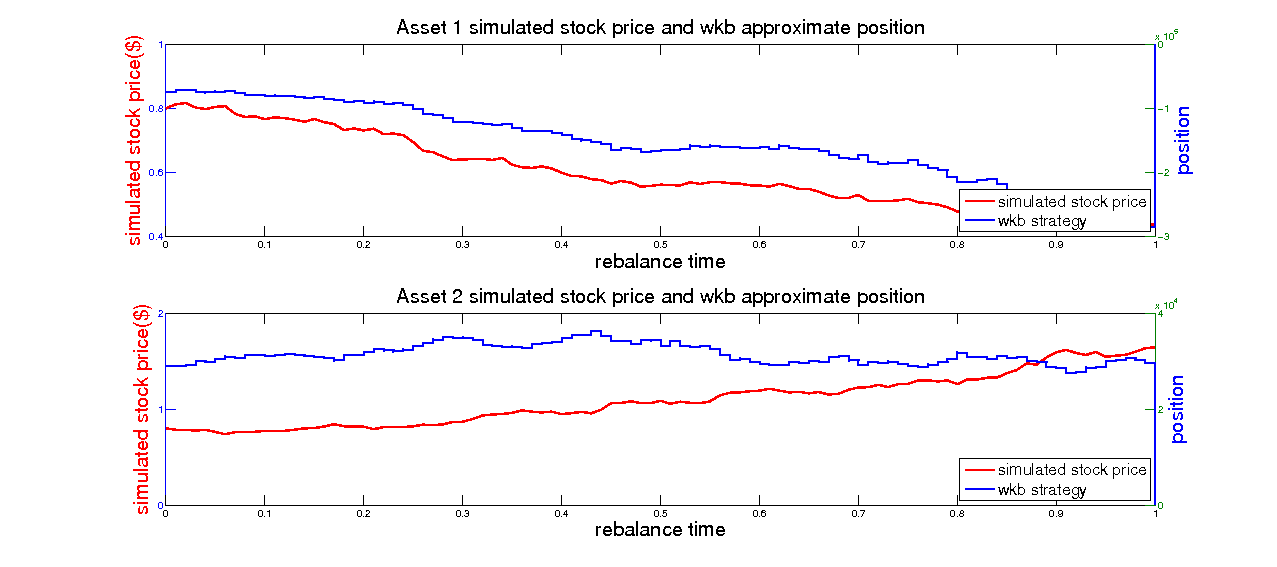 Asset 1 simulated stock price and wkb approximate position
x 10^5
simulated stock price($)
1
0.8
0.6
0.4
0
-1
-2
-3
position
simulated stock price
wkb strategy
0 0.1 0.2 0.3 0.4 0.5 0.6 0.7 0.8 0.9 1
rebalance time
Asset 2 simulated stock price and wkb approximate position
x 10^4
simulated stock price($)
2
1
0
4
2
0
position
simulated stock price
wkb strategy
0 0.1 0.2 0.3 0.4 0.5 0.6 0.7 0.8 0.9 1
rebalance time